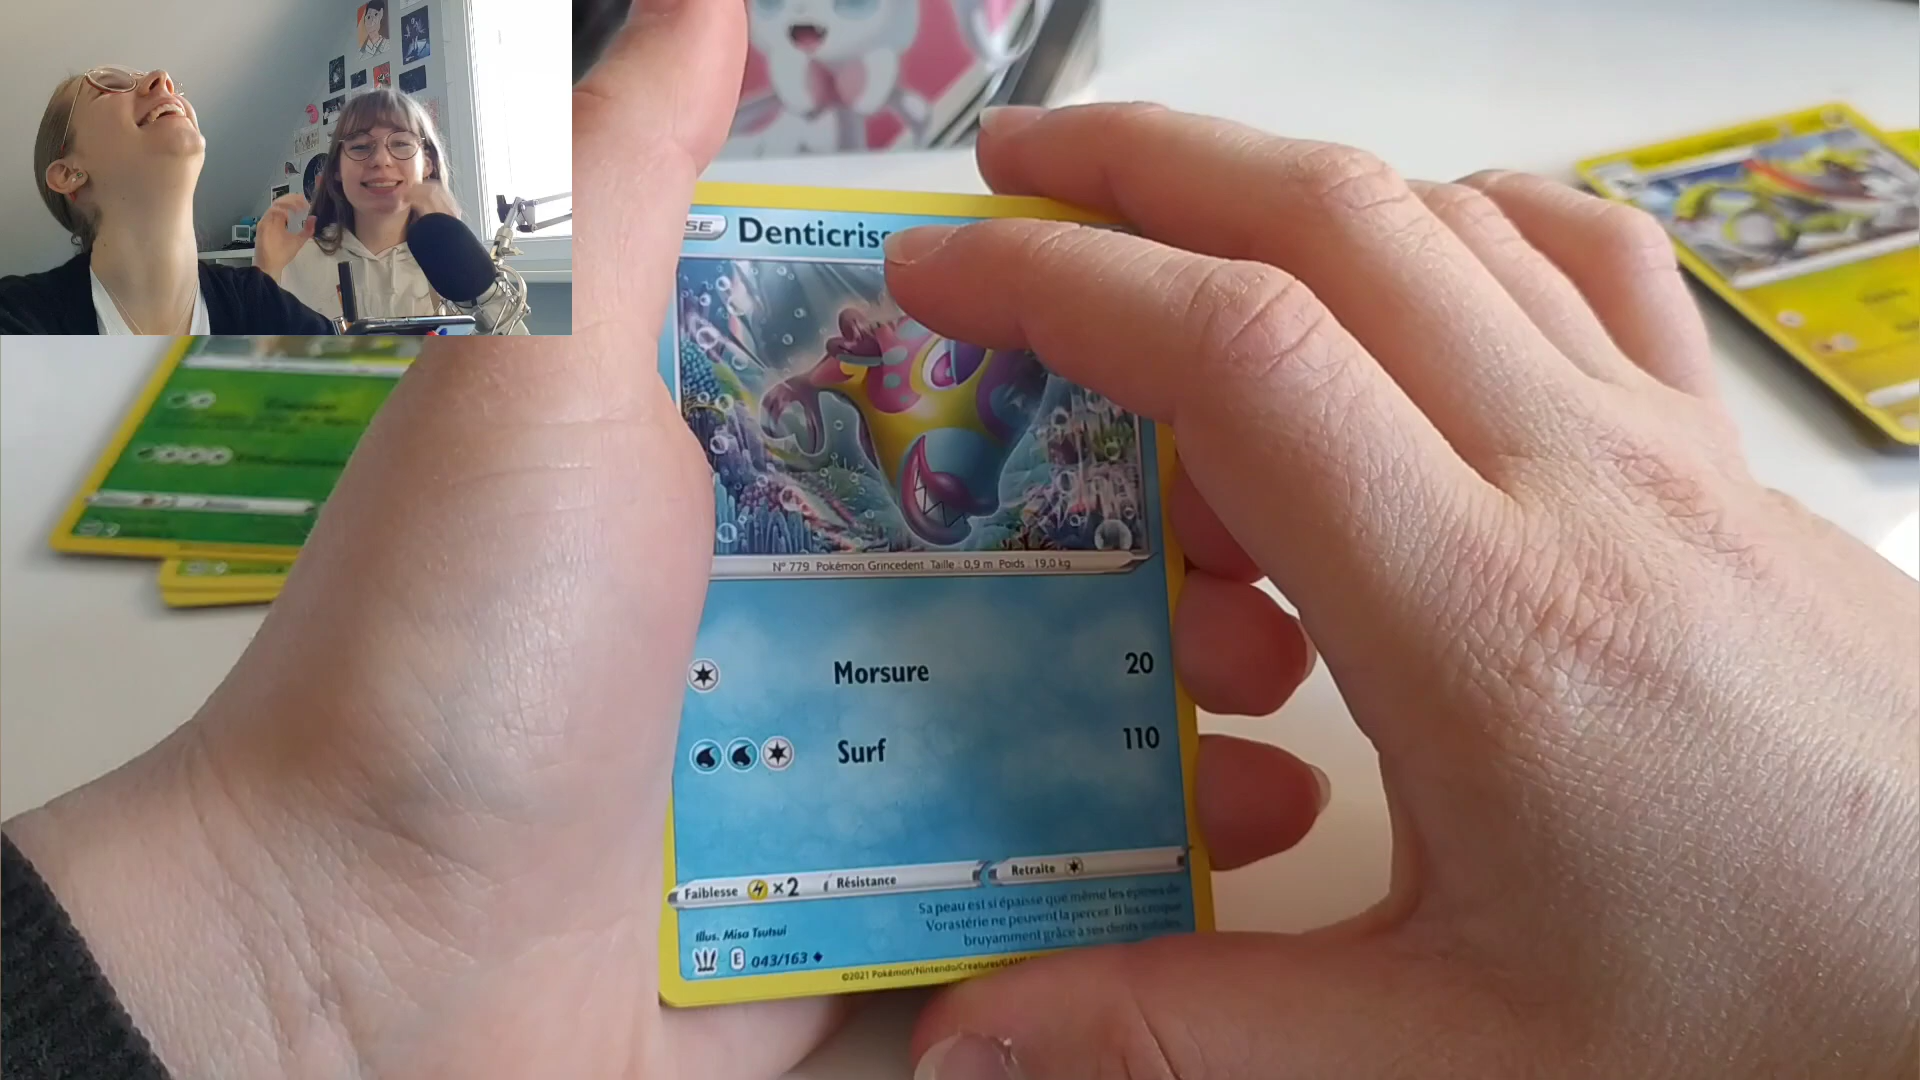 SE Denticris
N° 779 Pokémon Grincedent Taille : 0,9 m Poids : 19,0 kg
Morsure 20
Surf 110
Faiblesse ×2 Résistance Retraite
Sa peau est si épaisse que même les épines de
Vorastérie ne peuvent la percer. Il les croque
bruyamment grâce à ses dents solides.
Illus. Misa Tsutsui
E 043/163
©2021 Pokémon/Nintendo/Creatures/GAM